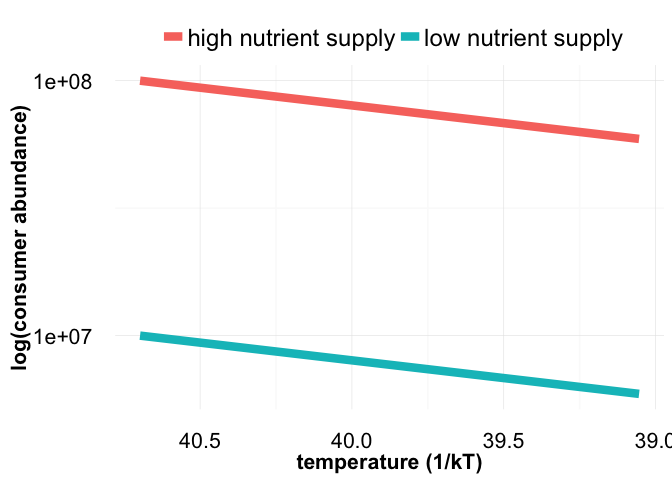 high nutrient supply low nutrient supply
1e+08
log(consumer abundance)
1e+07
40.5 40.0 39.5 39.0
temperature (1/kT)